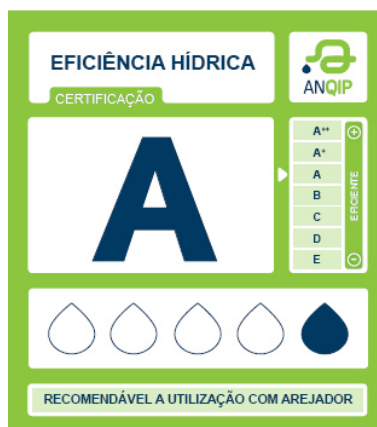 EFICIÊNCIA HÍDRICA
CERTIFICAÇÃO
ANQIP
A
A++
A+
A
B
C
D
E
EFICIENTE
RECOMENDÁVEL A UTILIZAÇÃO COM AREJADOR